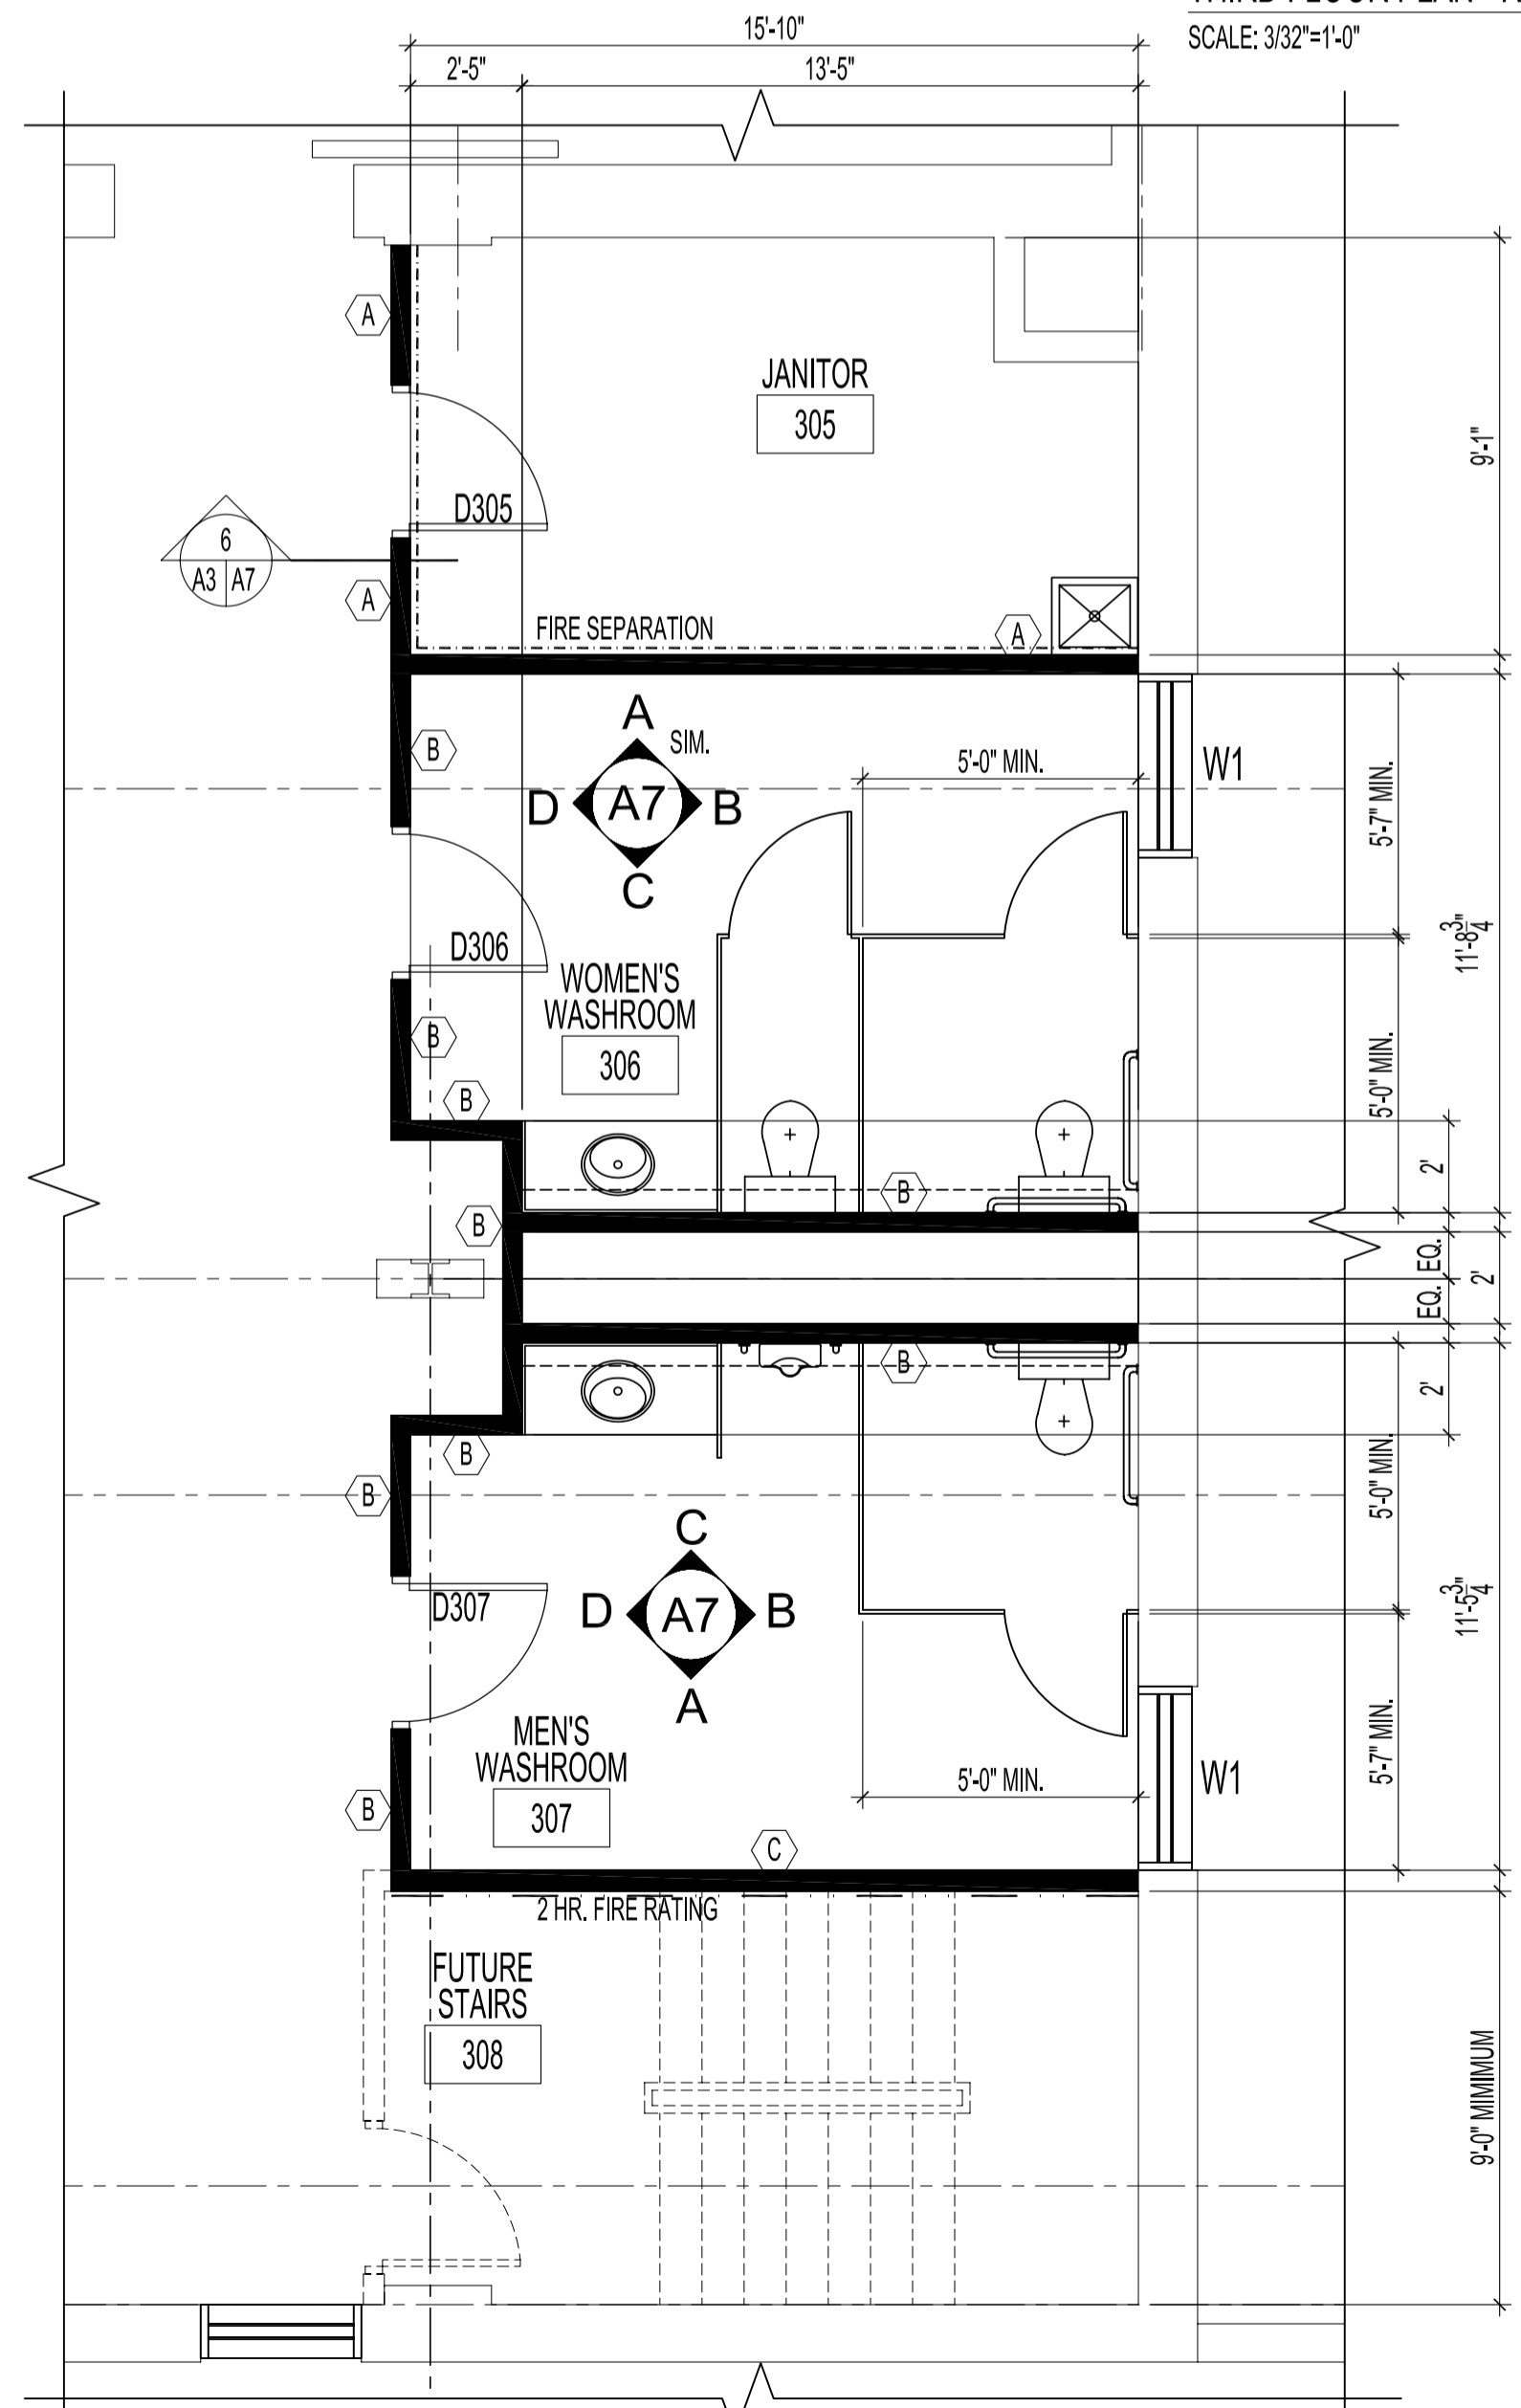 SCALE: 3/32"=1'-0"
15'-10"
2'-5"
13'-5"
A
JANITOR
305
9'-1"
D305
6
A3
A7
A
FIRE SEPARATION
A
A
SIM.
B
D
A7
B
C
5'-0" MIN.
W1
5'-7" MIN.
11'-8 3/4"
D306
WOMEN'S
WASHROOM
306
B
B
5'-0" MIN.
2'
B
B
EQ.
EQ.
2'
B
2'
B
B
5'-0" MIN.
C
D
A7
B
A
D307
11'-5 3/4"
MEN'S
WASHROOM
307
5'-0" MIN.
W1
5'-7" MIN.
B
C
2 HR. FIRE RATING
FUTURE
STAIRS
308
9'-0" MIMIMUM